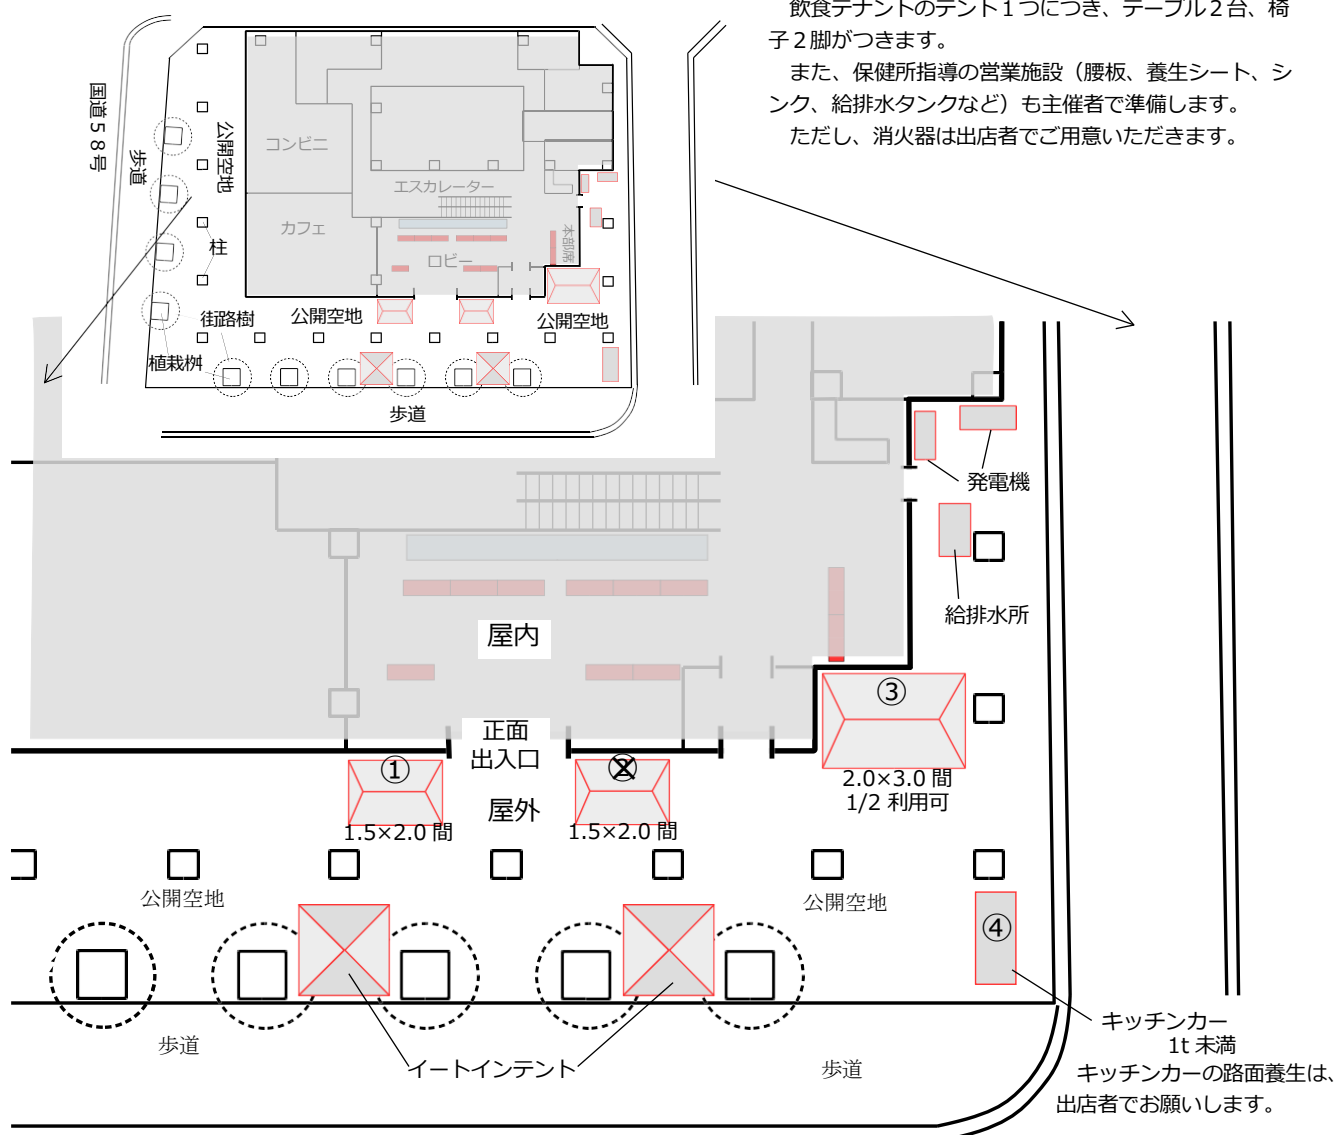 飲食テナントのテント１つにつき、テーブル２台、椅
子２脚がつきます。
また、保健所指導の営業施設（腰板、養生シート、シ
ンク、給排水タンクなど）も主催者で準備します。
ただし、消火器は出店者でご用意いただきます。
国道５８号
歩道
公開空地
コンビニ
エスカレーター
カフェ
柱
ロビー
本部席
街路樹
公開空地
公開空地
植栽桝
歩道
発電機
給排水所
屋内
正面
出入口
屋外
①
1.5×2.0 間
②
1.5×2.0 間
③
2.0×3.0 間
1/2 利用可
公開空地
公開空地
④
歩道
イートインテント
歩道
キッチンカー
1t 未満
キッチンカーの路面養生は、
出店者でお願いします。